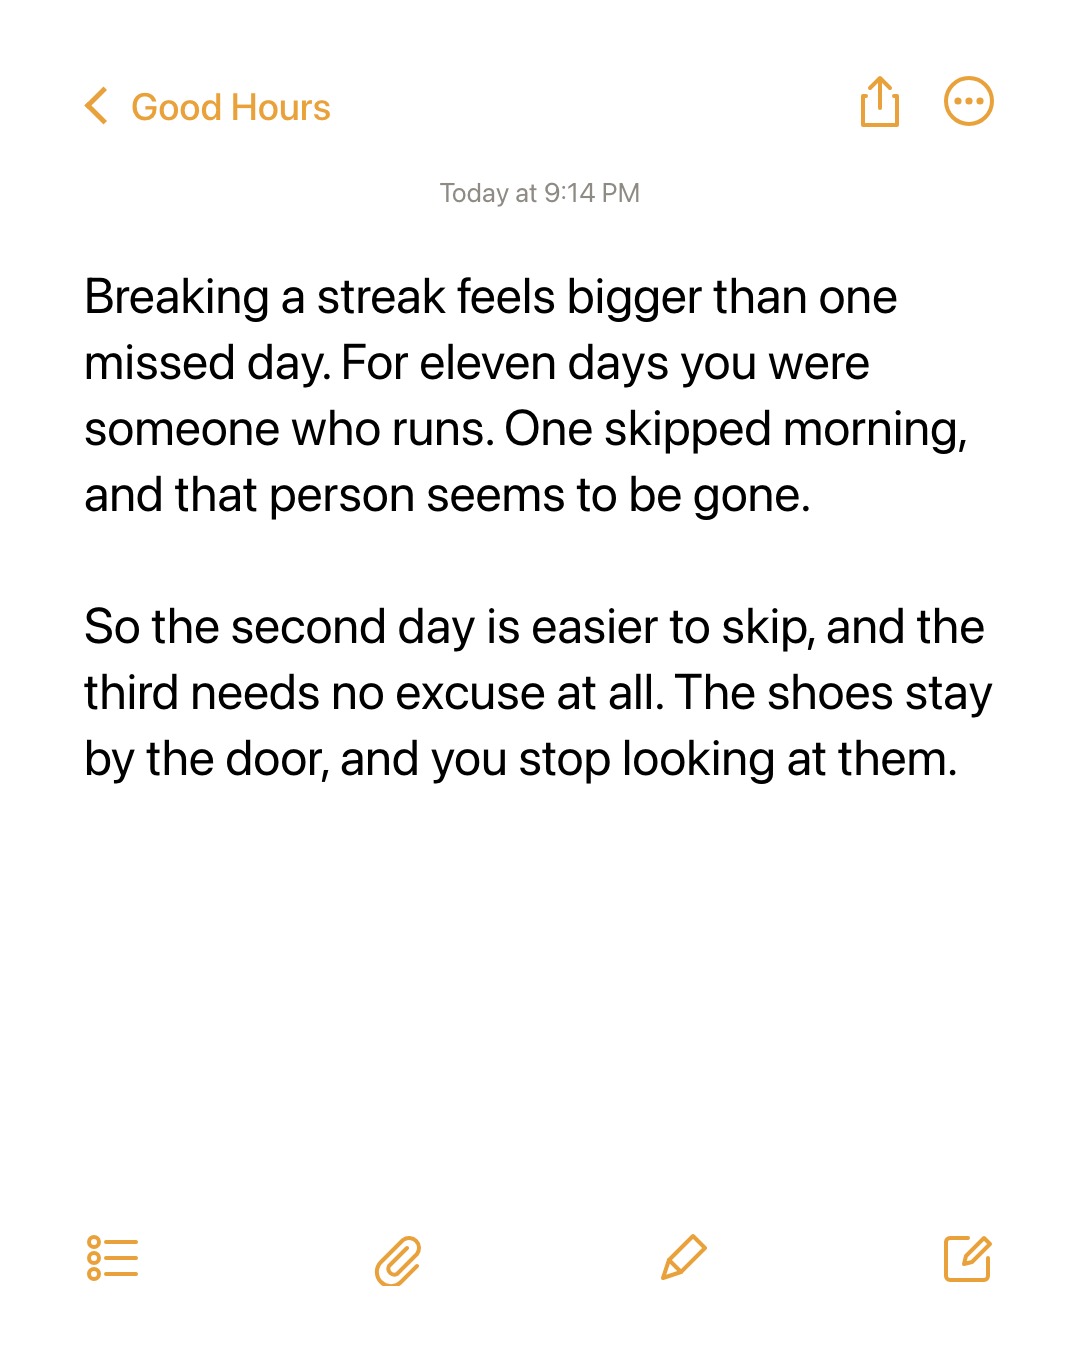 Good Hours
Today at 9:14 PM
Breaking a streak feels bigger than one
missed day. For eleven days you were
someone who runs. One skipped morning,
and that person seems to be gone.
So the second day is easier to skip, and the
third needs no excuse at all. The shoes stay
by the door, and you stop looking at them.